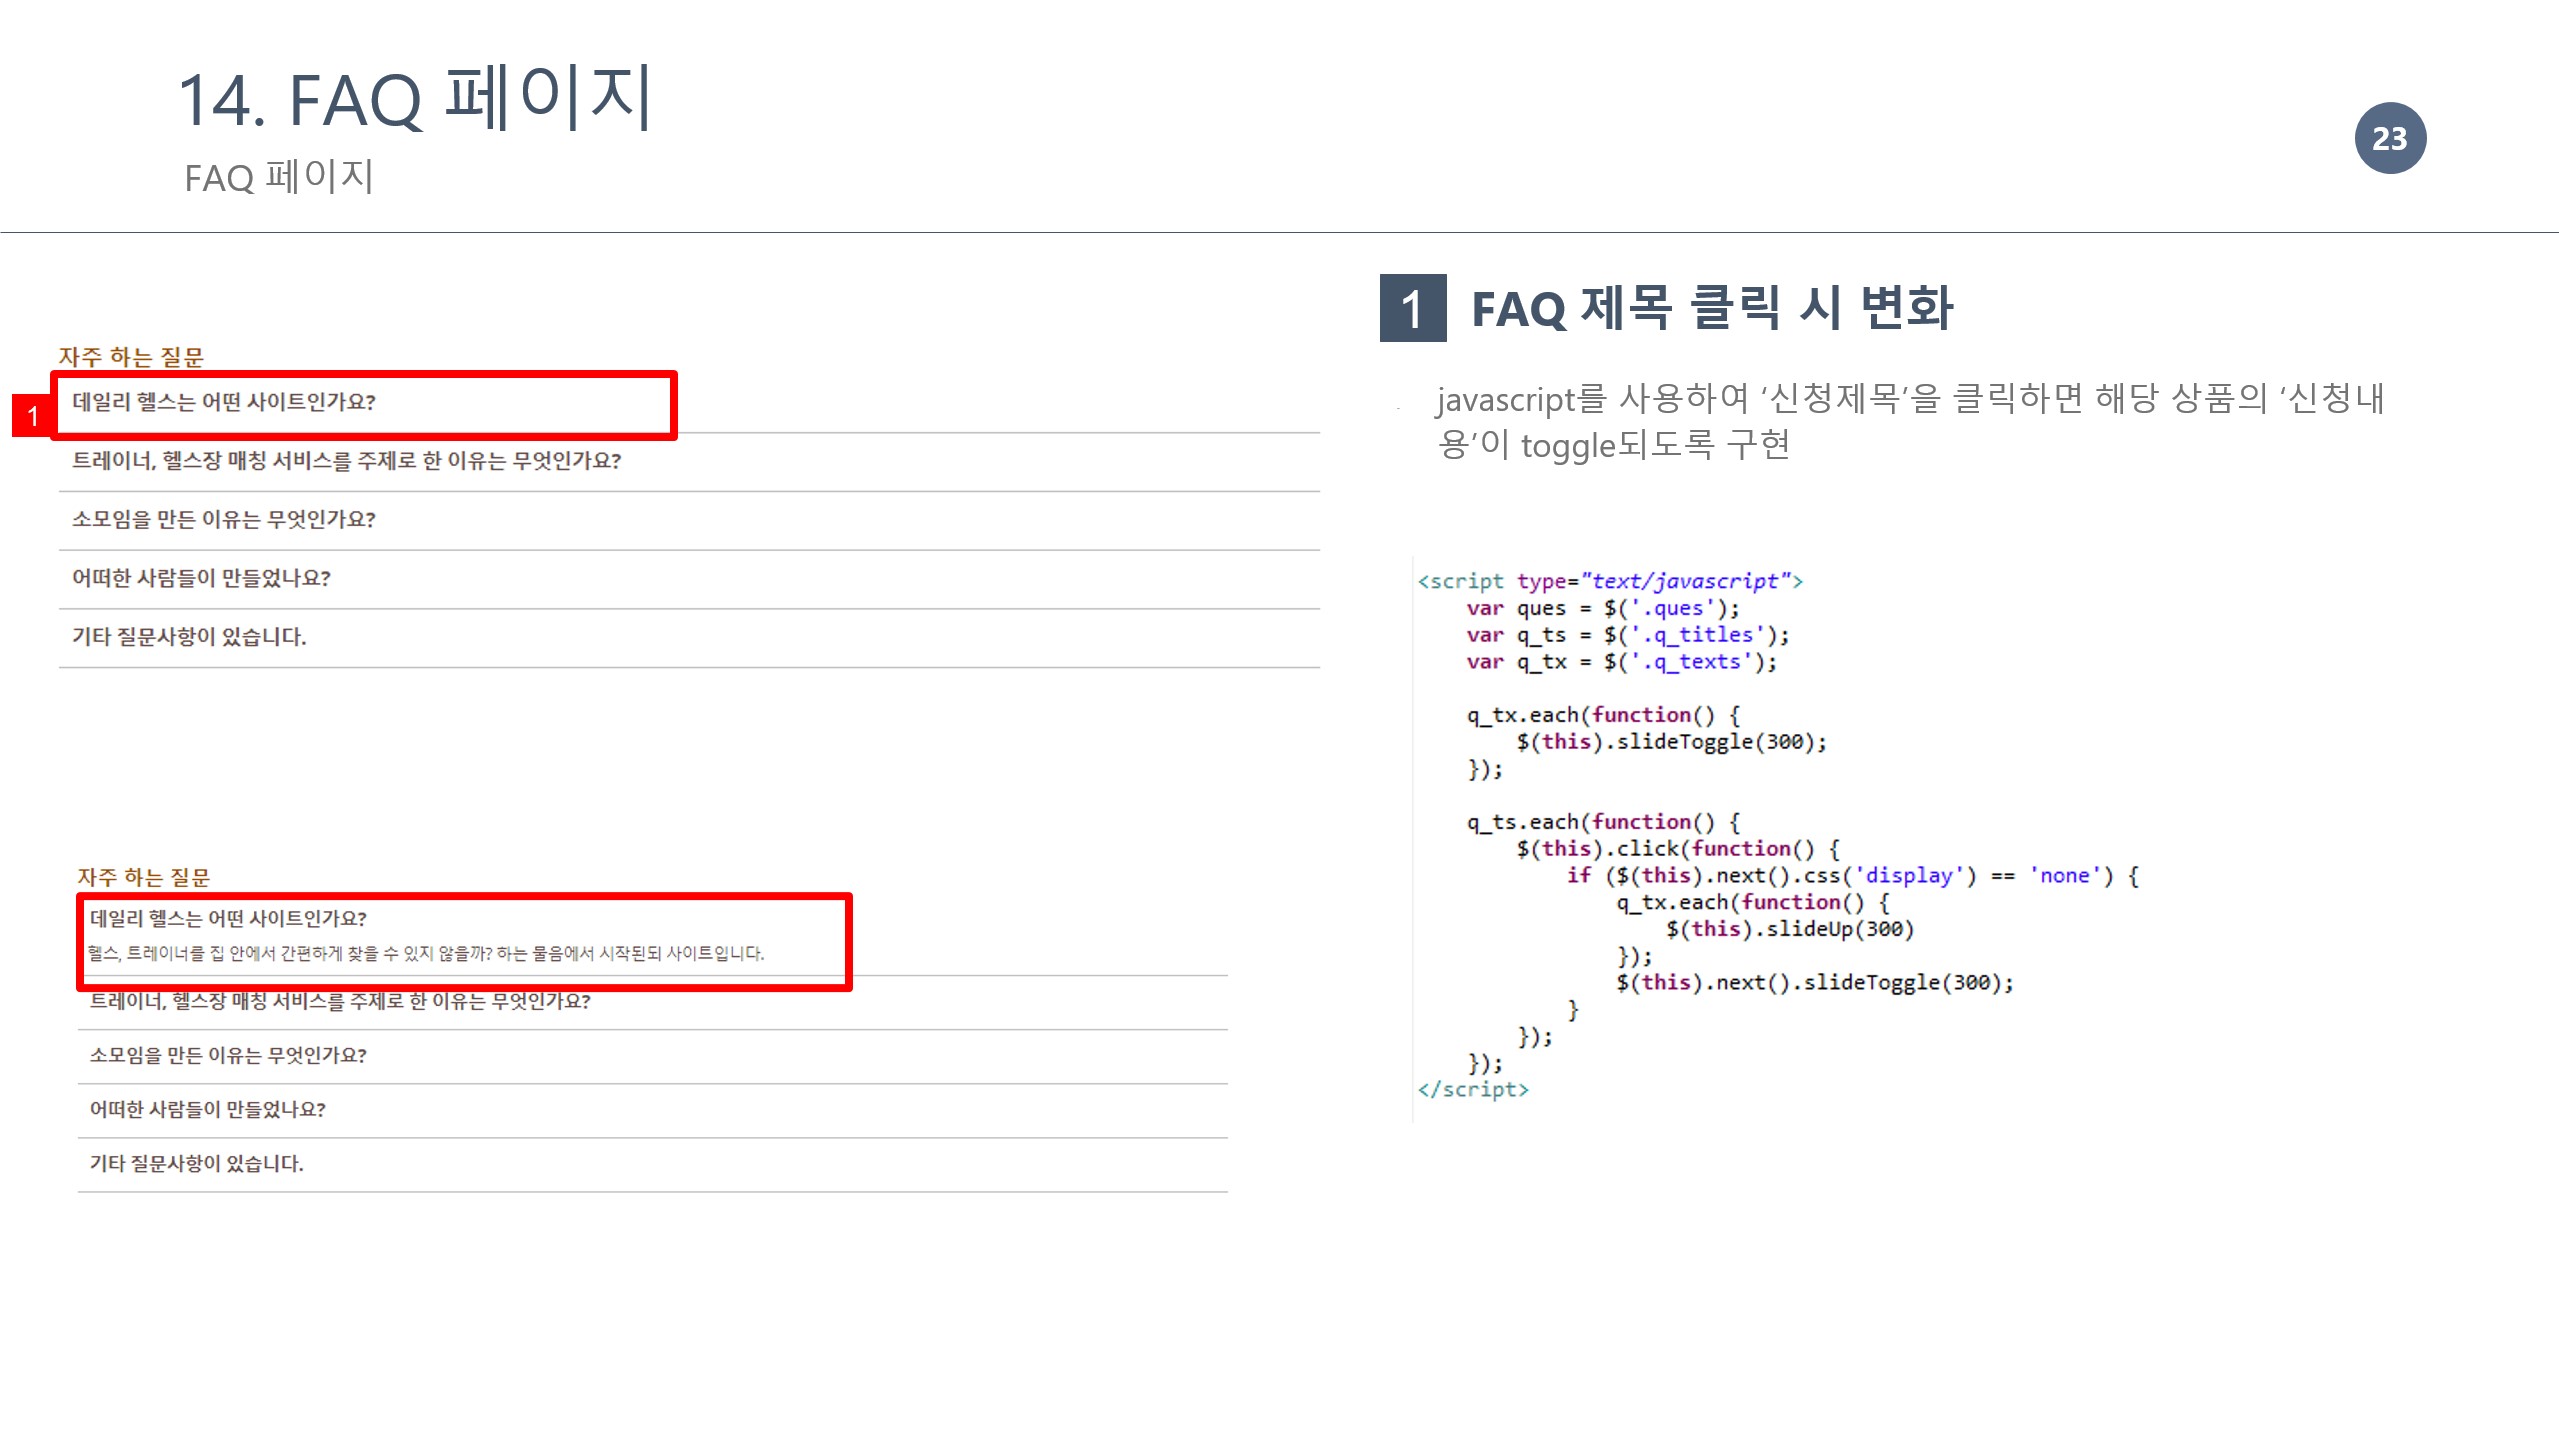 14. FAQ 페이지
FAQ 페이지
23
자주 하는 질문
1
데일리 헬스는 어떤 사이트인가요?
트레이너, 헬스장 매칭 서비스를 주제로 한 이유는 무엇인가요?
소모임을 만든 이유는 무엇인가요?
어떠한 사람들이 만들었나요?
기타 질문사항이 있습니다.
자주 하는 질문
데일리 헬스는 어떤 사이트인가요?
헬스, 트레이너를 집 안에서 간편하게 찾을 수 있지 않을까? 하는 물음에서 시작된되 사이트입니다.
트레이너, 헬스장 매칭 서비스를 주제로 한 이유는 무엇인가요?
소모임을 만든 이유는 무엇인가요?
어떠한 사람들이 만들었나요?
기타 질문사항이 있습니다.
1 FAQ 제목 클릭 시 변화
javascript를 사용하여 ‘신청제목’을 클릭하면 해당 상품의 ‘신청내
용’이 toggle되도록 구현
<script type="text/javascript">
var ques = $('.ques');
var q_ts = $('.q_titles');
var q_tx = $('.q_texts');
q_tx.each(function() {
$(this).slideToggle(300);
});
q_ts.each(function() {
$(this).click(function() {
if ($(this).next().css('display') == 'none') {
q_tx.each(function() {
$(this).slideUp(300)
});
$(this).next().slideToggle(300);
}
});
});
</script>